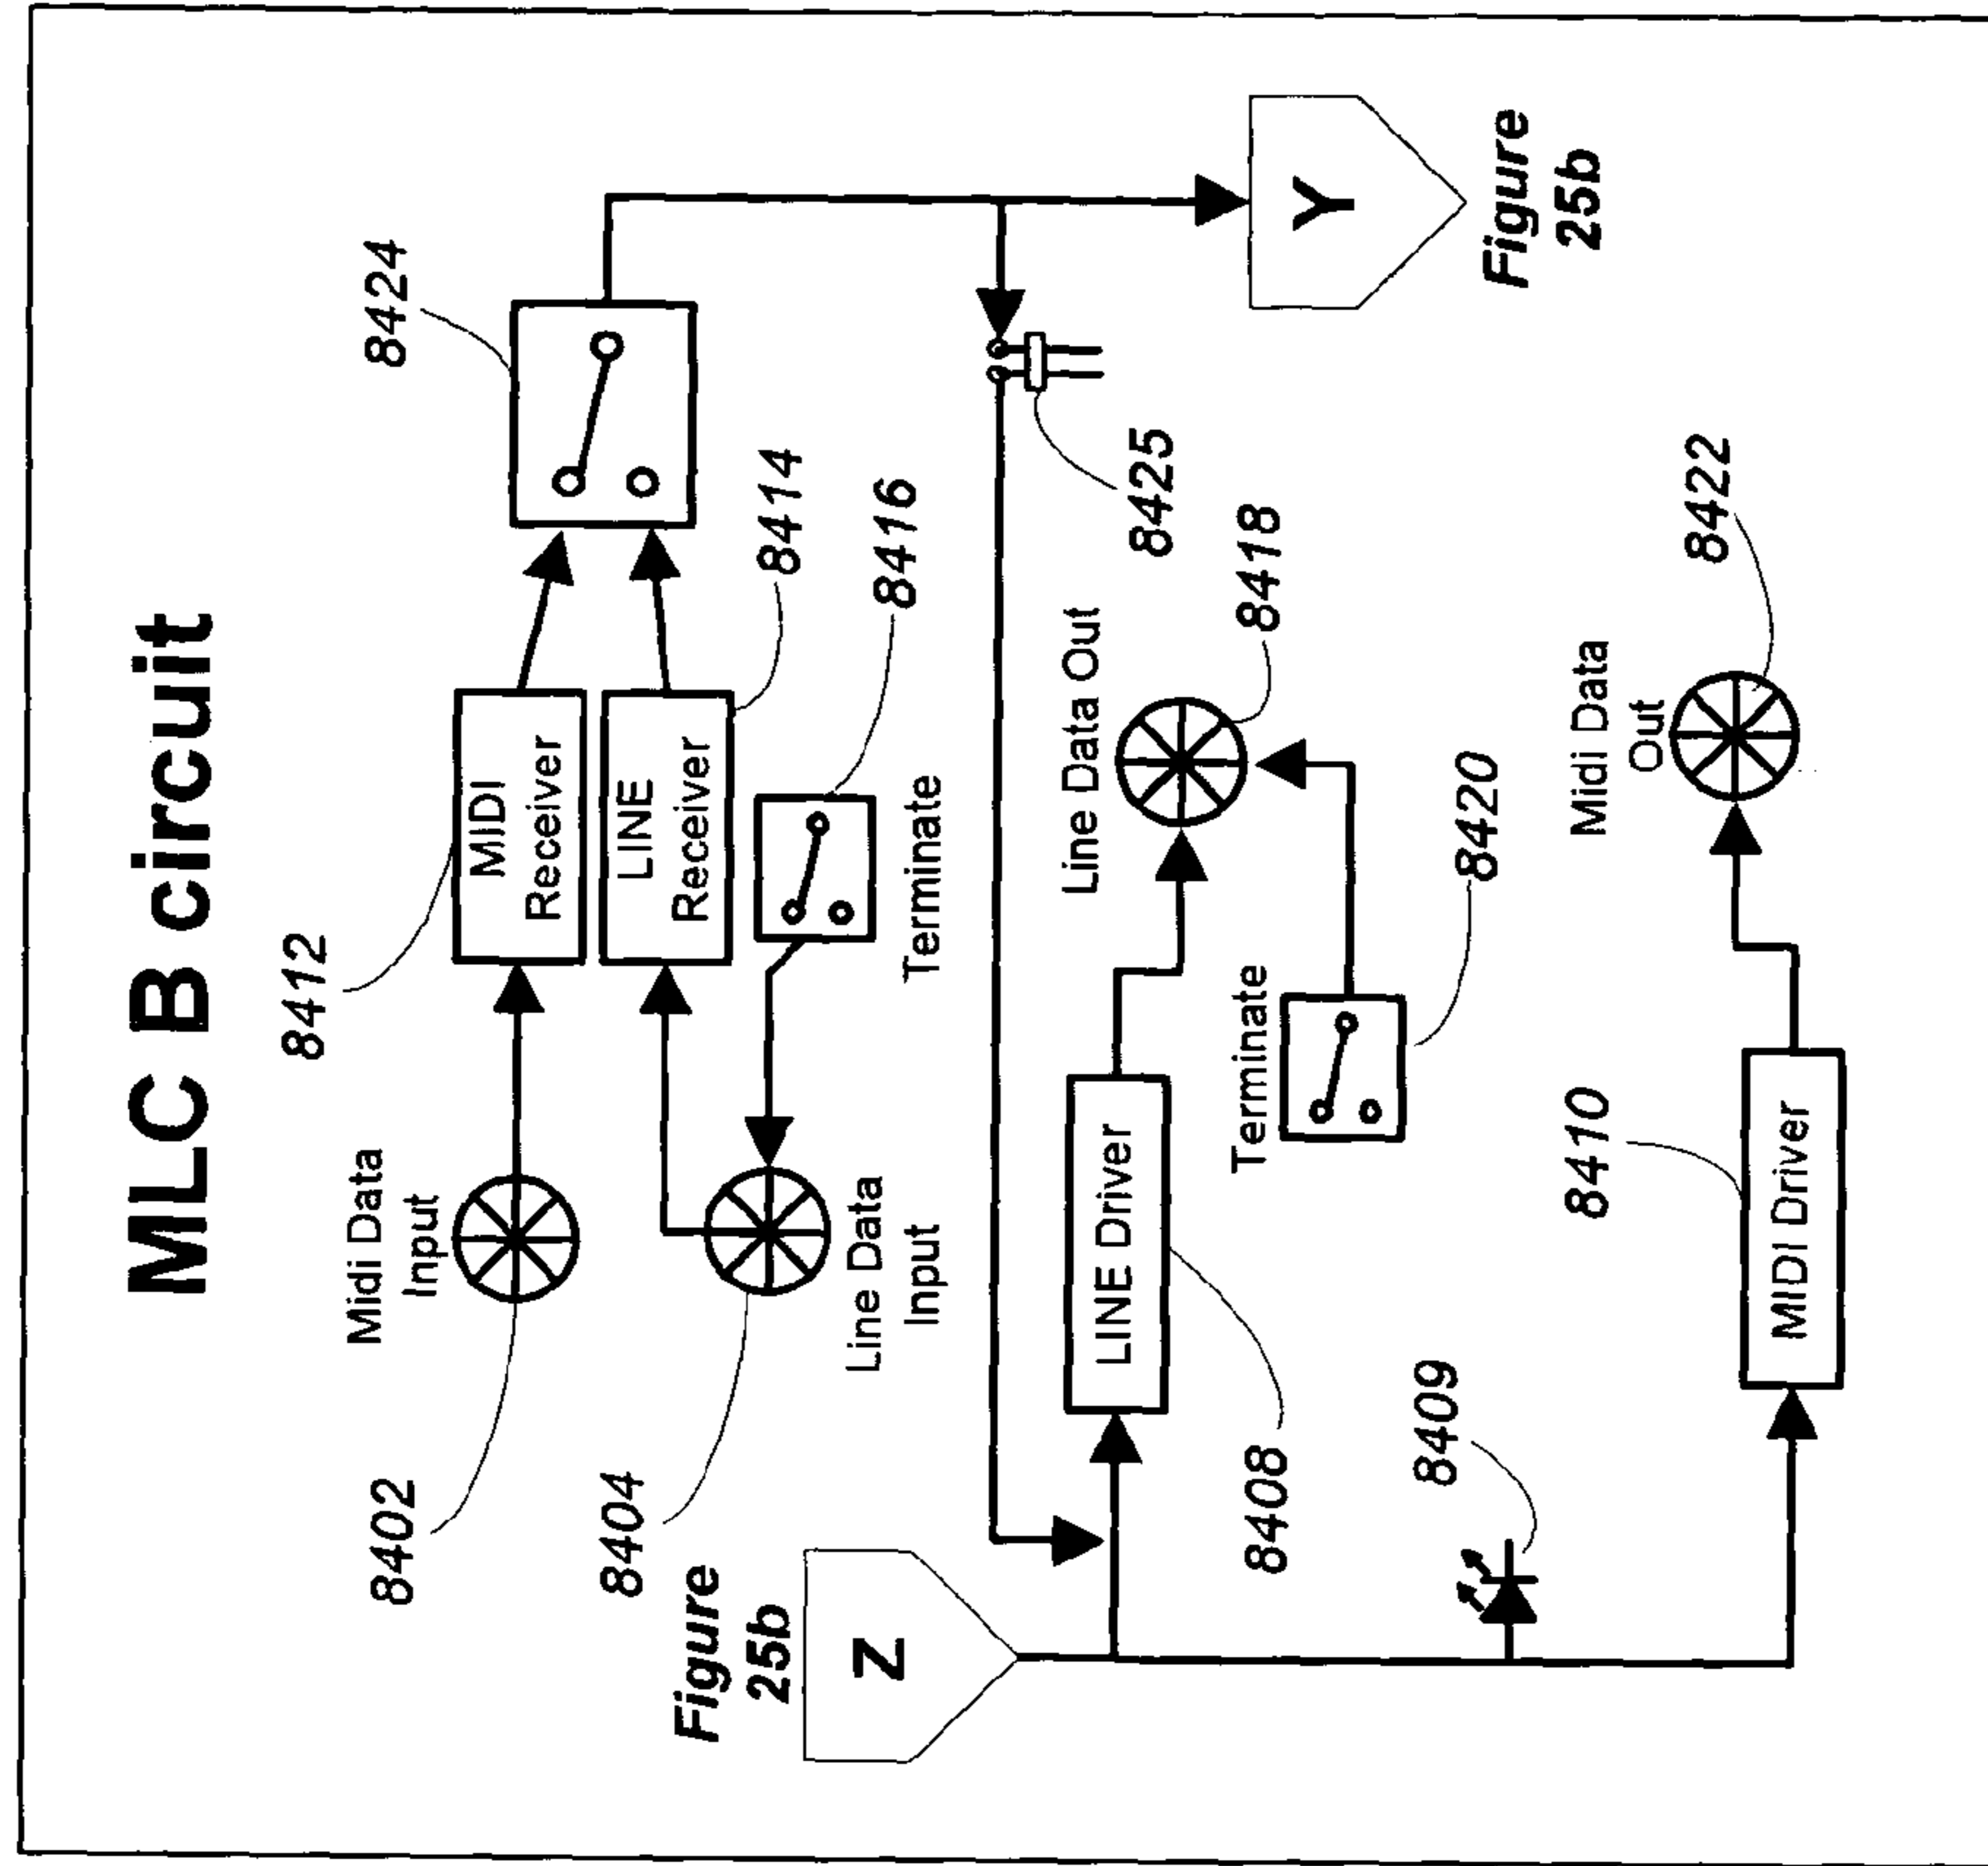 MLC B circuit
8412
8424
Midi Data
Input
MIDI
Receiver
8402
LINE
Receiver
8414
8416
Terminate
8404
Line Data
Input
Figure
25b
Z
8425
Line Data Out
8418
LINE Driver
8408
Terminate
8420
Y
Figure
25b
8409
8410
MIDI Driver
Midi Data
Out
8422